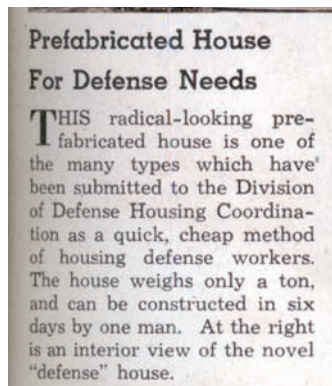 Prefabricated House
For Defense Needs
THIS radical-looking pre-
fabricated house is one of
the many types which have
been submitted to the Division
of Defense Housing Coordina-
tion as a quick, cheap method
of housing defense workers.
The house weighs only a ton,
and can be constructed in six
days by one man. At the right
is an interior view of the novel
"defense" house.